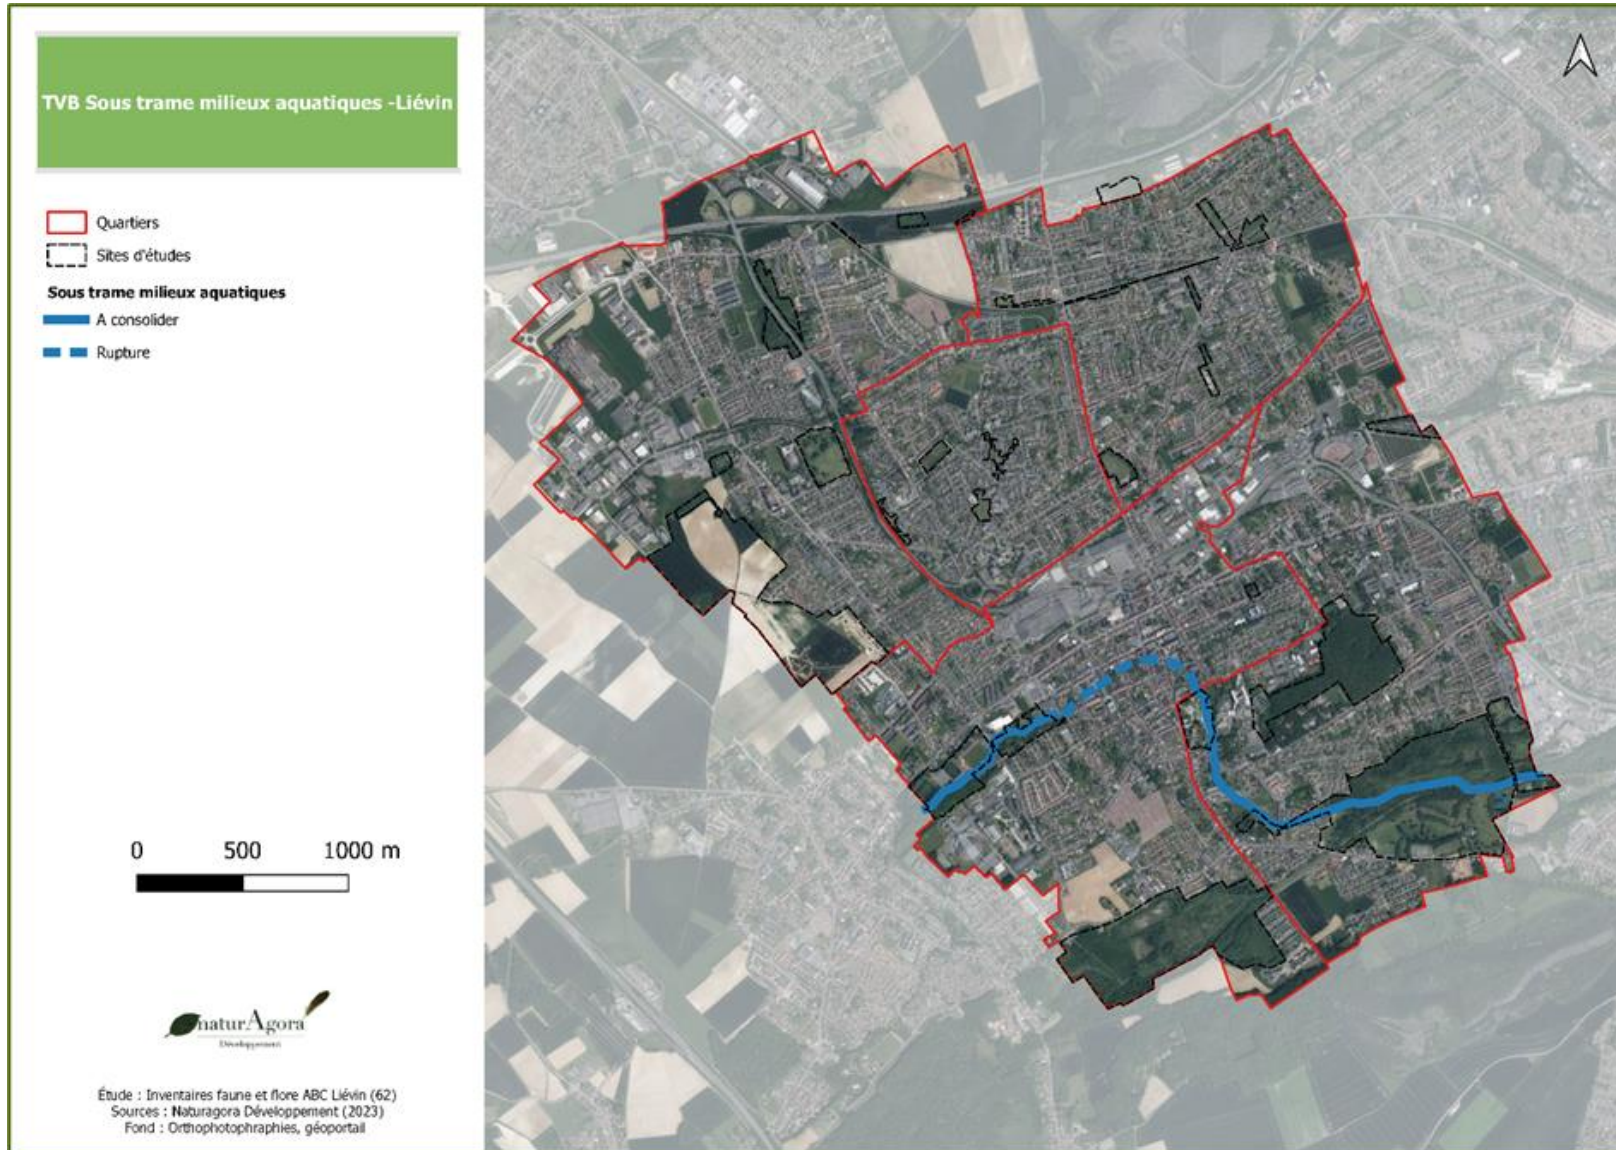 TVB Sous trame milieux aquatiques -Liévin
Quartiers
Sites d'études
Sous trame milieux aquatiques
A consolider
Rupture
0 500 1000 m
naturAgora
Développement
Étude : Inventaires faune et flore ABC Liévin (62)
Sources : Naturagora Développement (2023)
Fond : Orthophotophraphies, géoportail